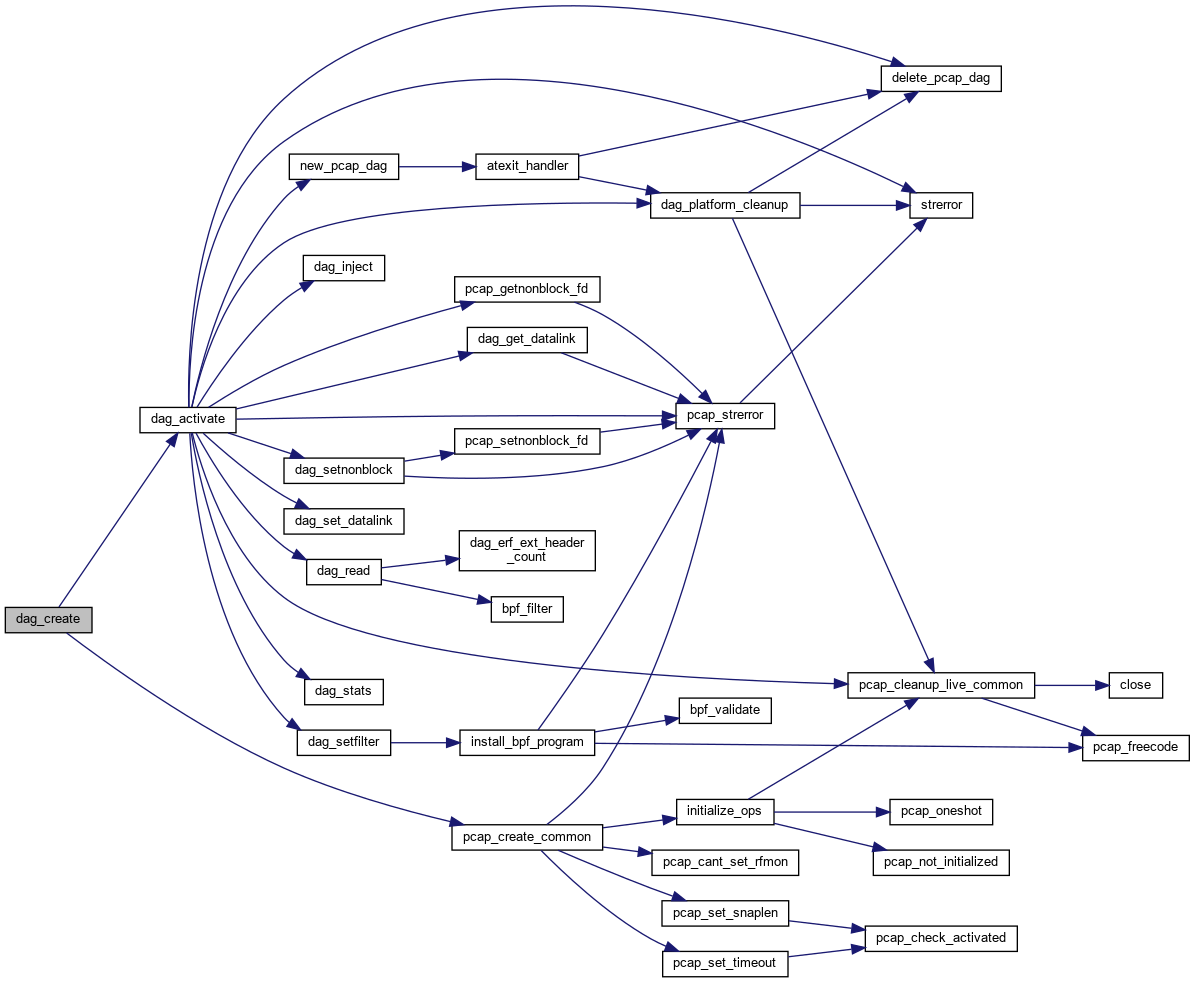 delete_pcap_dag
new_pcap_dag
atexit_handler
dag_platform_cleanup
strerror
dag_inject
pcap_getnonblock_fd
dag_get_datalink
dag_activate
pcap_strerror
pcap_setnonblock_fd
dag_setnonblock
dag_set_datalink
dag_erf_ext_header
_count
dag_read
bpf_filter
dag_create
pcap_cleanup_live_common
close
dag_stats
bpf_validate
dag_setfilter
install_bpf_program
pcap_freecode
initialize_ops
pcap_oneshot
pcap_create_common
pcap_cant_set_rfmon
pcap_not_initialized
pcap_set_snaplen
pcap_check_activated
pcap_set_timeout